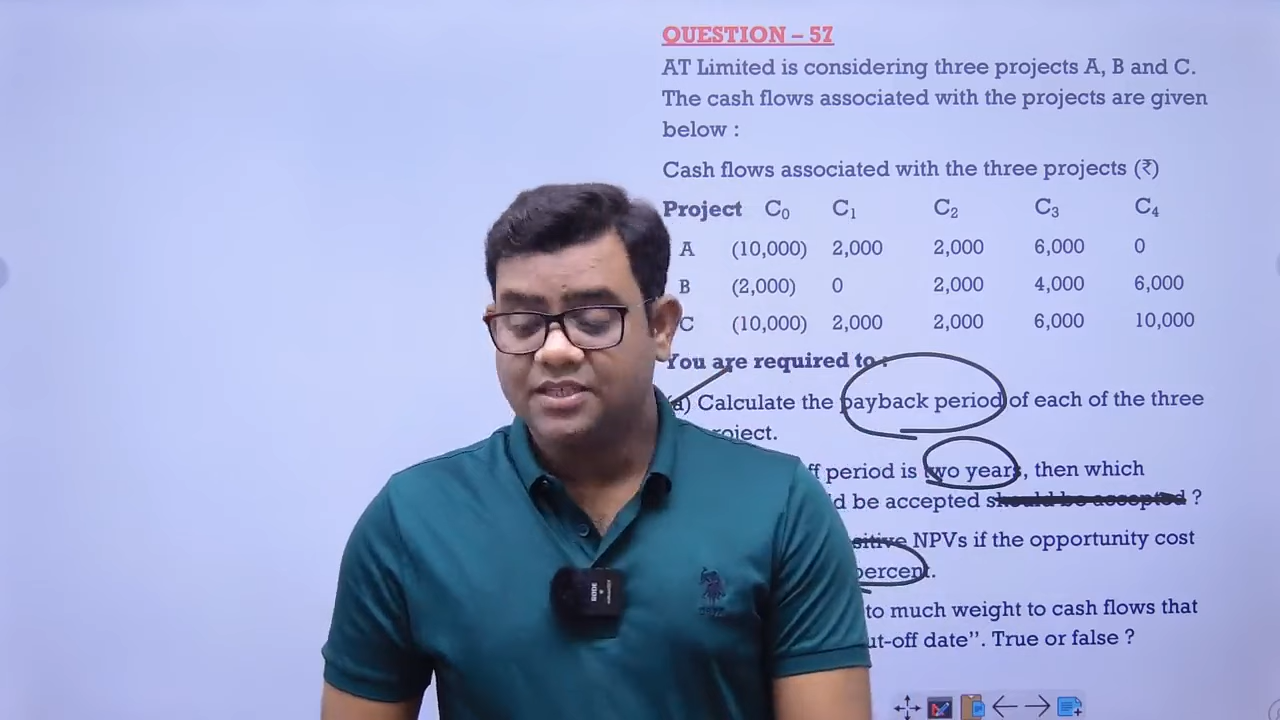 QUESTION – 57
AT Limited is considering three projects A, B and C.
The cash flows associated with the projects are given
below :
Cash flows associated with the three projects (₹)
Project C₀ C₁ C₂ C₃ C₄
A (10,000) 2,000 2,000 6,000 0
B (2,000) 0 2,000 4,000 6,000
C (10,000) 2,000 2,000 6,000 10,000
You are required to :
a) Calculate the payback period of each of the three
roject.
ff period is two years, then which
d be accepted should be accepted ?
sitive NPVs if the opportunity cost
percent.
to much weight to cash flows that
ut-off date”. True or false ?
RODE